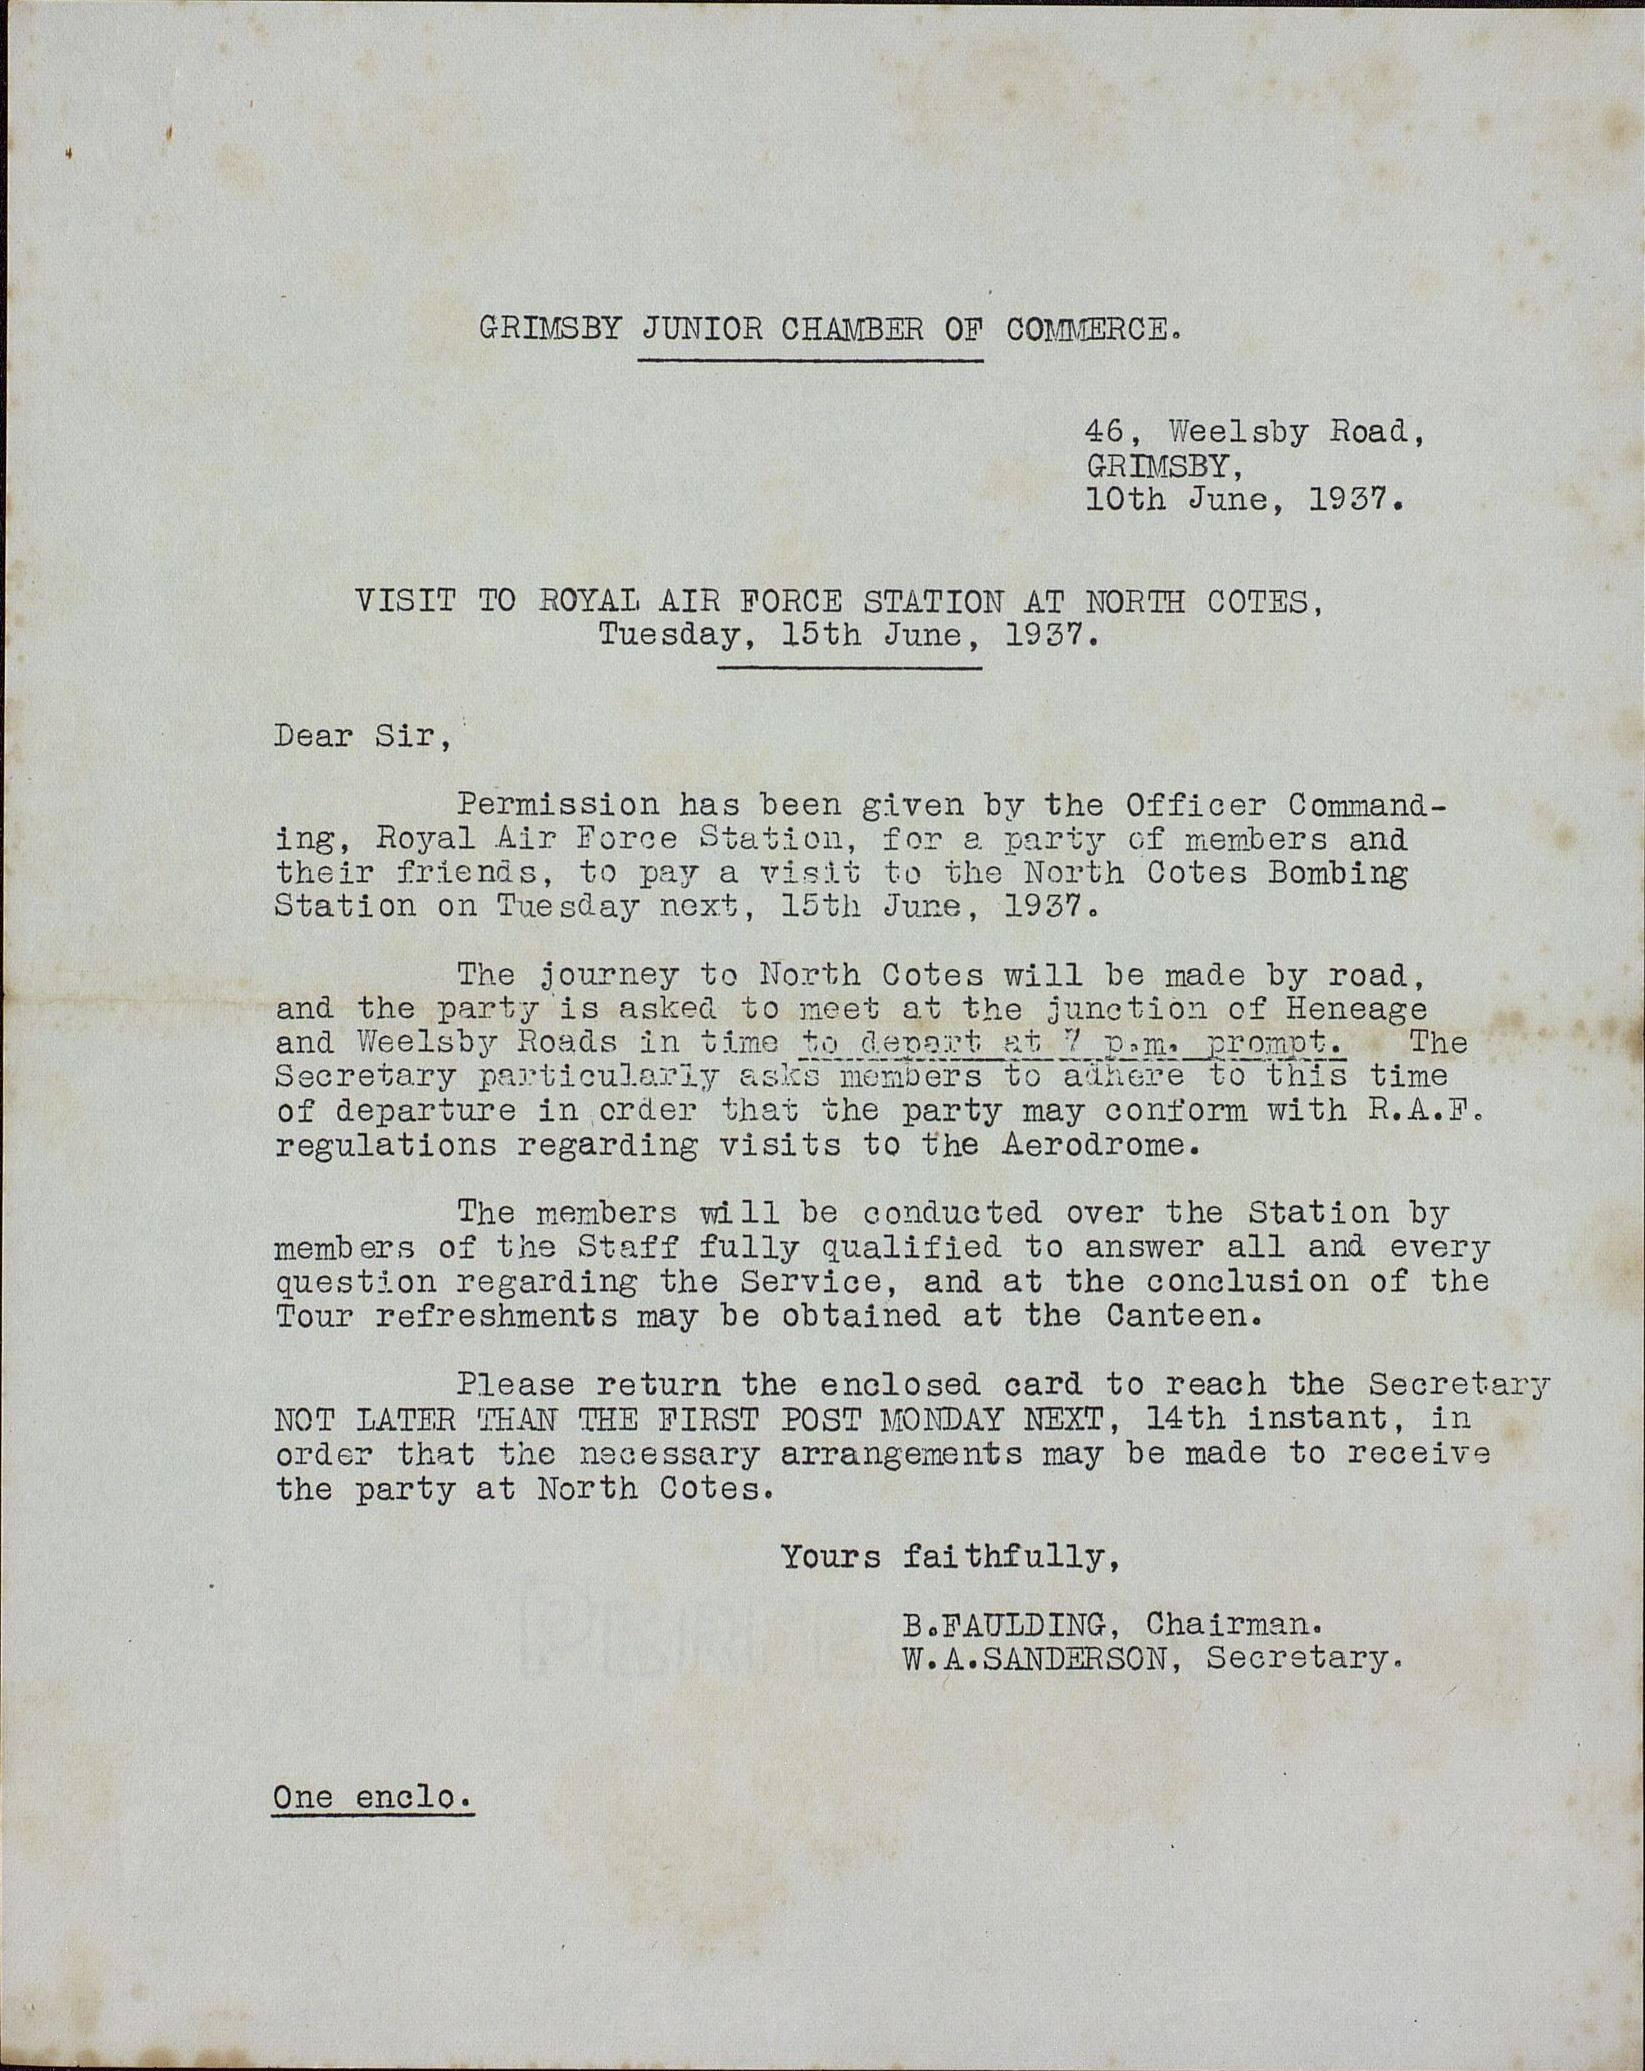 GRIMSBY JUNIOR CHAMBER OF COMMERCE.
46, Weelsby Road,
GRIMSBY,
10th June, 1937.
VISIT TO ROYAL AIR FORCE STATION AT NORTH COTES,
Tuesday, 15th June, 1937.
Dear Sir,
Permission has been given by the Officer Command-
ing, Royal Air Force Station, for a party of members and
their friends, to pay a visit to the North Cotes Bombing
Station on Tuesday next, 15th June, 1937.
The journey to North Cotes will be made by road,
and the party is asked to meet at the junction of Heneage
and Weelsby Roads in time to depart at 7 p.m. prompt. The
Secretary particularly asks members to adhere to this time
of departure in order that the party may conform with R.A.F.
regulations regarding visits to the Aerodrome.
The members will be conducted over the Station by
members of the Staff fully qualified to answer all and every
question regarding the Service, and at the conclusion of the
Tour refreshments may be obtained at the Canteen.
Please return the enclosed card to reach the Secretary
NOT LATER THAN THE FIRST POST MONDAY NEXT, 14th instant, in
order that the necessary arrangements may be made to receive
the party at North Cotes.
Yours faithfully,
B.FAULDING, Chairman.
W.A.SANDERSON, Secretary.
One enclo.